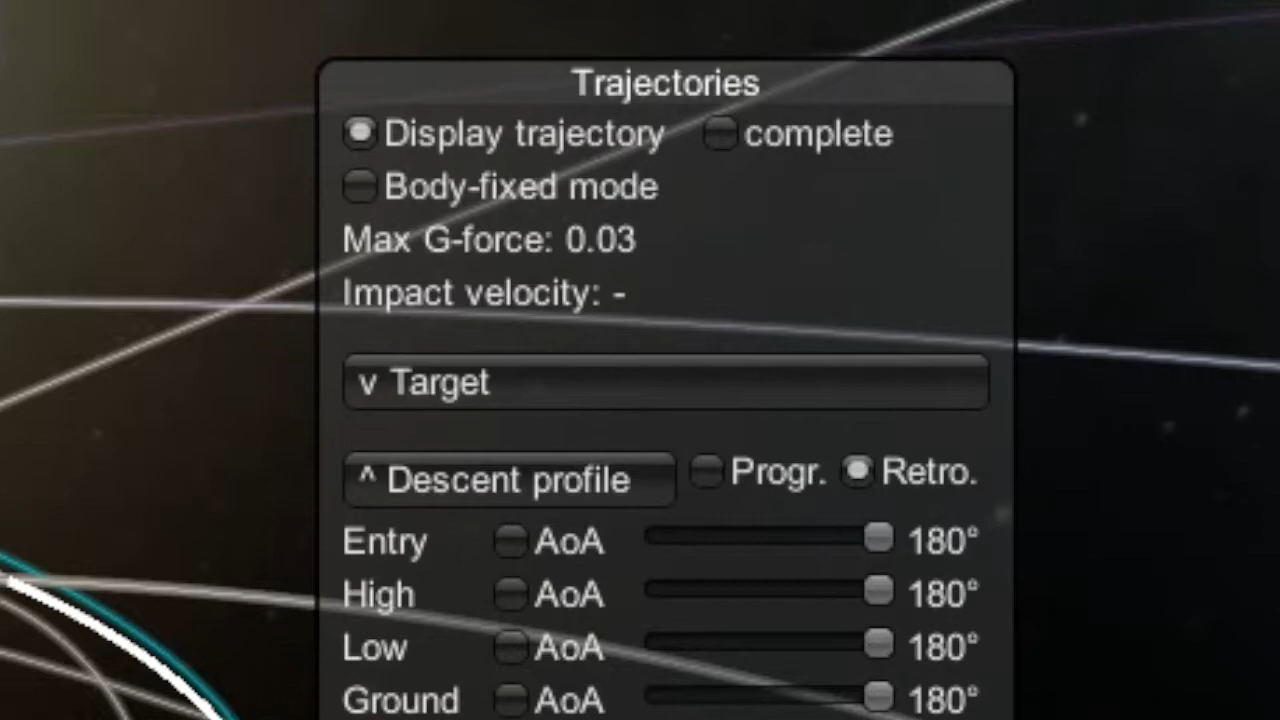 Trajectories
Display trajectory complete
Body-fixed mode
Max G-force: 0.03
Impact velocity: -
v Target
^ Descent profile Progr. Retro.
Entry AoA 180°
High AoA 180°
Low AoA 180°
Ground AoA 180°